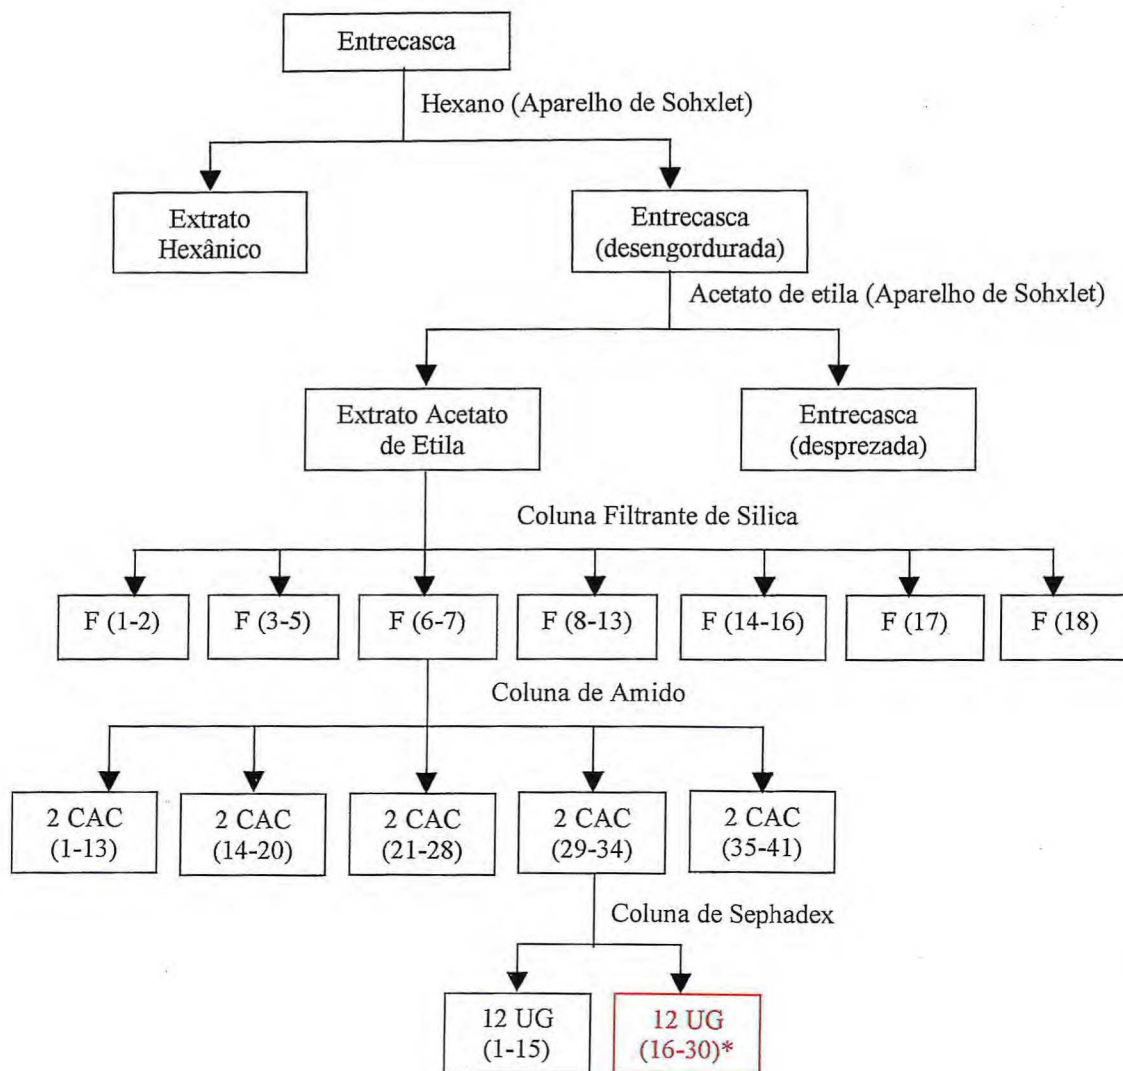 Entrecasca
Hexano (Aparelho de Sohxlet)
Extrato
Hexânico
Entrecasca
(desengordurada)
Acetato de etila (Aparelho de Sohxlet)
Extrato Acetato
de Etila
Entrecasca
(desprezada)
Coluna Filtrante de Silica
F (1-2)
F (3-5)
F (6-7)
F (8-13)
F (14-16)
F (17)
F (18)
Coluna de Amido
2 CAC
(1-13)
2 CAC
(14-20)
2 CAC
(21-28)
2 CAC
(29-34)
2 CAC
(35-41)
Coluna de Sephadex
12 UG
(1-15)
12 UG
(16-30)*